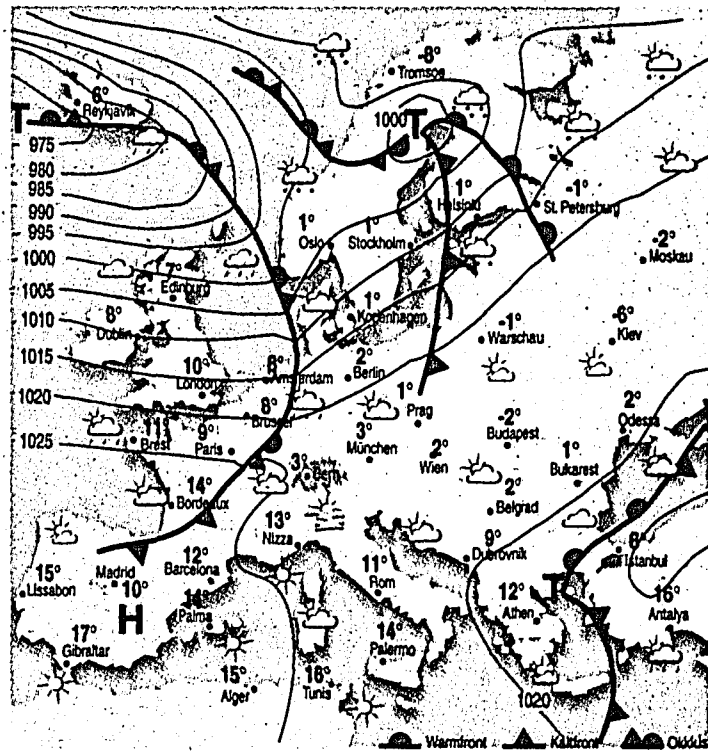 -8°
Tromsoe
6°
Reykjavik
T
1000 T
975
980
985
990
995
1000
1005
1010
1015
1020
1025
1°
Oslo
1°
Stockholm
1°
Helsinki
-1°
St. Petersburg
-2°
Moskau
7°
Edinburg
8°
Dublin
1°
Kopenhagen
-1°
Warschau
-6°
Kiev
10°
London
6°
Amsterdam
2°
Berlin
8°
Brüssel
1°
Prag
11°
Brest
9°
Paris
3°
München
2°
Wien
-2°
Budapest
2°
Odessa
1°
Bukarest
3°
Bern
14°
Bordeaux
2°
Belgrad
13°
Nizza
9°
Dubrovnik
6°
Istanbul
15°
Lissabon
Madrid
10°
12°
Barcelona
11°
Rom
12°
Athen
T
16°
Antalya
H
14°
Palma
17°
Gibraltar
14°
Palermo
15°
Alger
16°
Tunis
1020
Warmfront Kaltfront